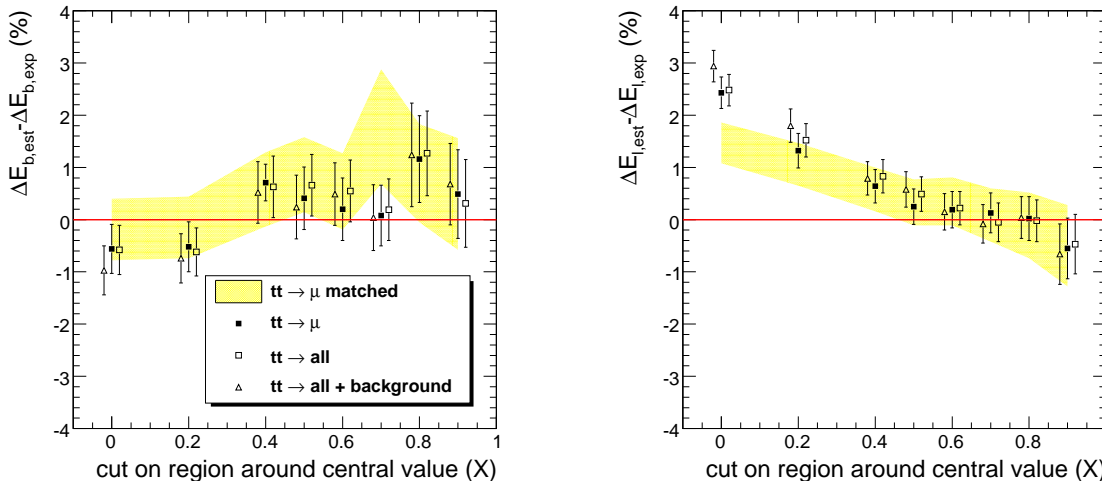 ΔE_b,est-ΔE_b,exp (%)
4
3
2
1
0
-1
-2
-3
-4
0 0.2 0.4 0.6 0.8 1
cut on region around central value (X)
tt → μ matched
tt → μ
tt → all
tt → all + background
ΔE_l,est-ΔE_l,exp (%)
4
3
2
1
0
-1
-2
-3
-4
0 0.2 0.4 0.6 0.8
cut on region around central value (X)